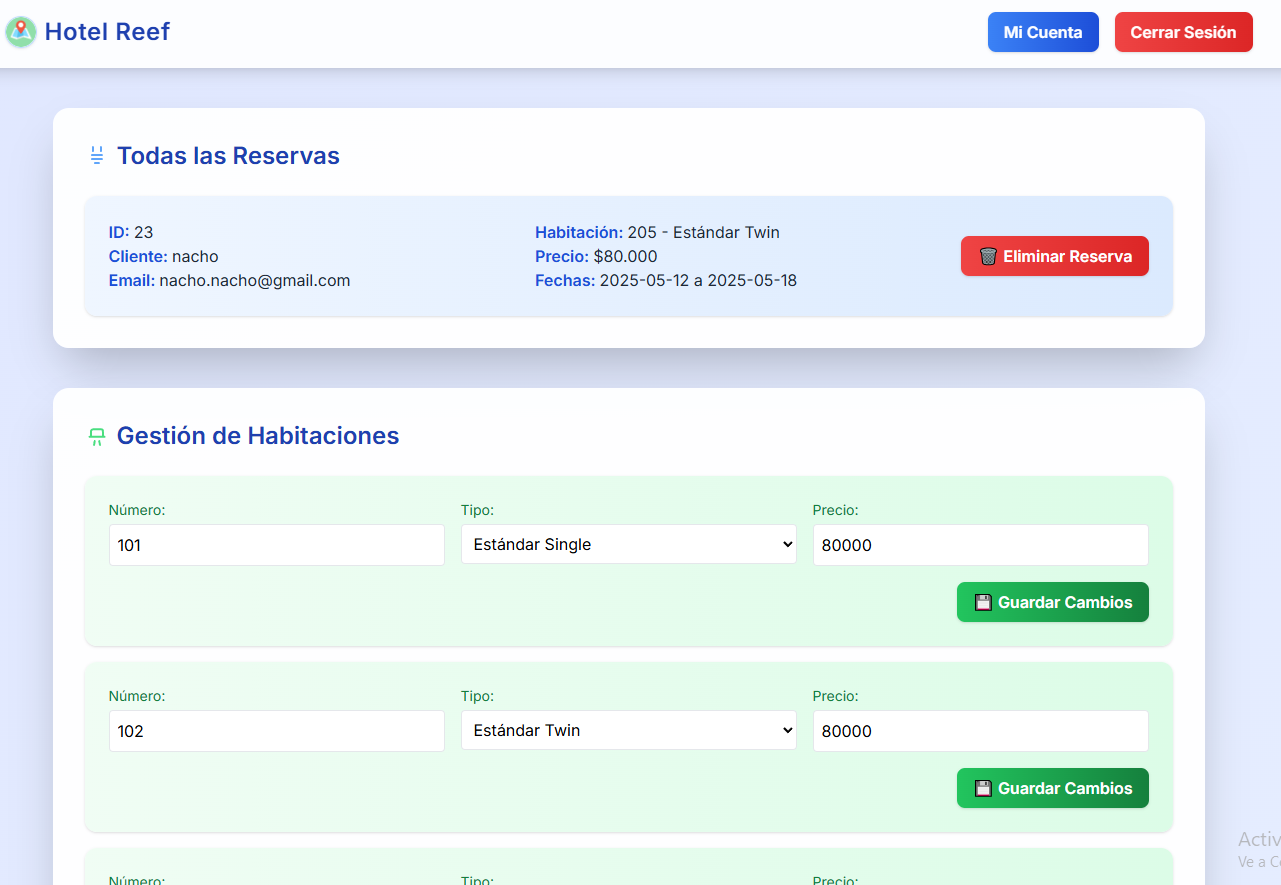 Hotel Reef
Mi Cuenta
Cerrar Sesión
Todas las Reservas
ID: 23
Cliente: nacho
Email: nacho.nacho@gmail.com
Habitación: 205 - Estándar Twin
Precio: $80.000
Fechas: 2025-05-12 a 2025-05-18
Eliminar Reserva
Gestión de Habitaciones
Número:
Tipo:
Precio:
101
Estándar Single
80000
Guardar Cambios
Número:
Tipo:
Precio:
102
Estándar Twin
80000
Guardar Cambios
Número:
Tipo:
Precio:
Activ
Ve a C